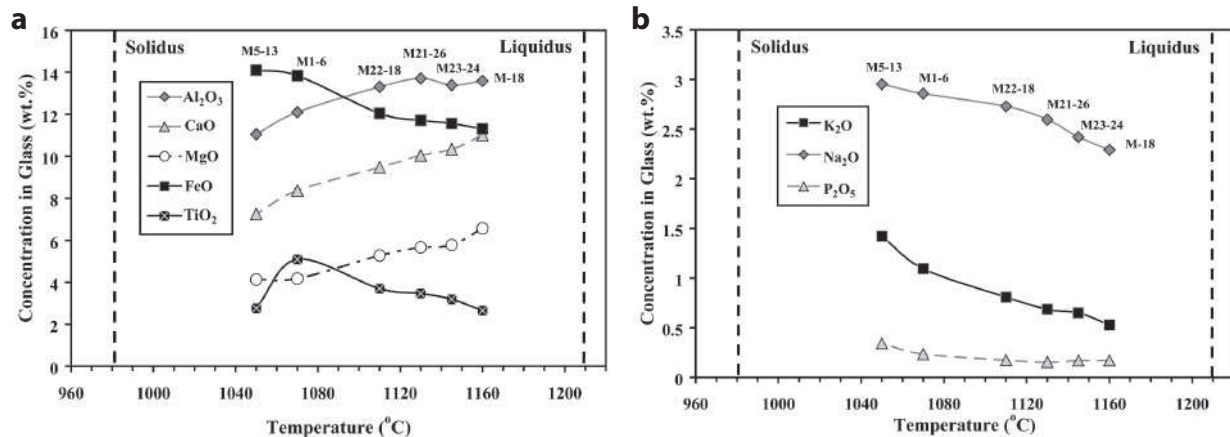 a
16
14
12
10
8
6
4
2
0
Concentration in Glass (wt.%)
Solidus
Liquidus
M5-13
M1-6
M22-18
M21-26
M23-24
M-18
Al₂O₃
CaO
MgO
FeO
TiO₂
960 1000 1040 1080 1120 1160 1200
Temperature (°C)
b
3.5
3
2.5
2
1.5
1
0.5
0
Concentration in Glass (wt.%)
Solidus
Liquidus
M5-13
M1-6
M22-18
M21-26
M23-24
M-18
K₂O
Na₂O
P₂O₅
960 1000 1040 1080 1120 1160 1200
Temperature (°C)